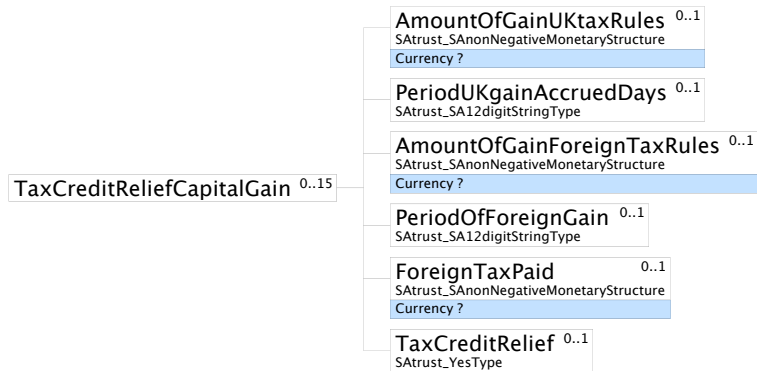 AmountOfGainUKtaxRules 0..1
SAtrust_SAnonNegativeMonetaryStructure
Currency ?
PeriodUKgainAccruedDays 0..1
SAtrust_SA12digitStringType
AmountOfGainForeignTaxRules 0..1
SAtrust_SAnonNegativeMonetaryStructure
Currency ?
TaxCreditReliefCapitalGain 0..15
PeriodOfForeignGain 0..1
SAtrust_SA12digitStringType
ForeignTaxPaid 0..1
SAtrust_SAnonNegativeMonetaryStructure
Currency ?
TaxCreditRelief 0..1
SAtrust_YesType